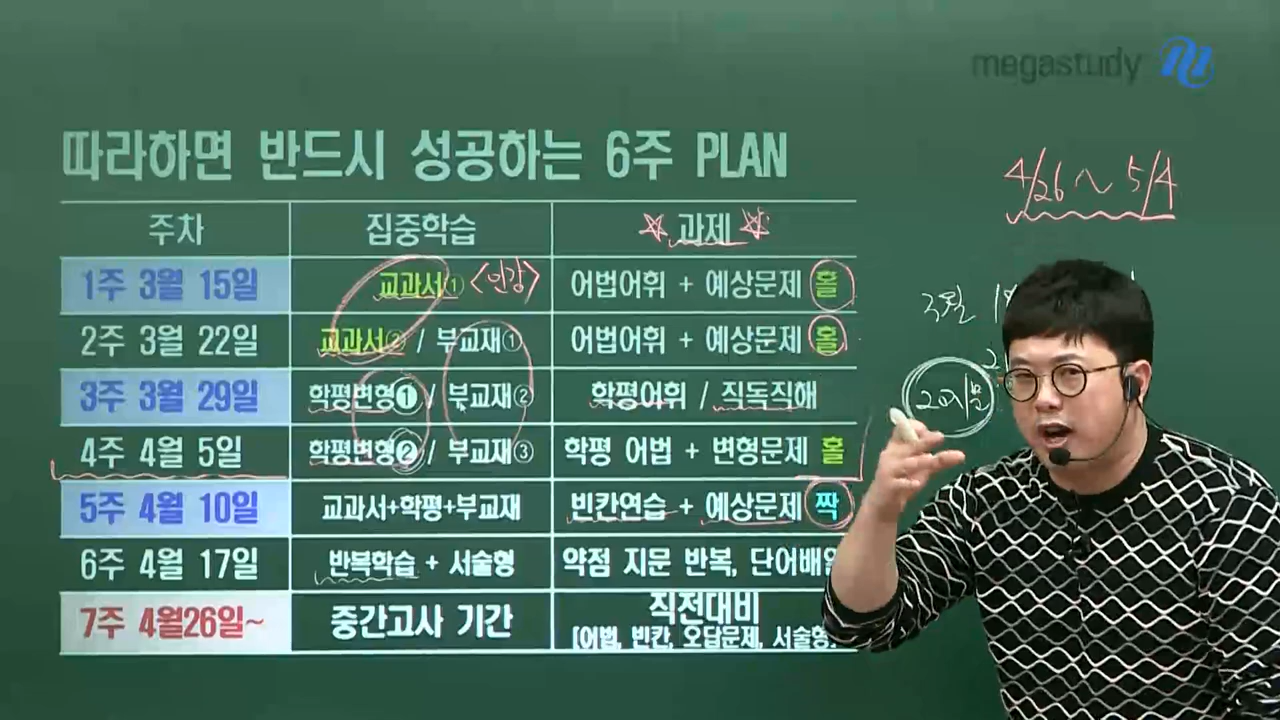 megastudy
따라하면 반드시 성공하는 6주 PLAN
4/26 ~ 5/4
주차 집중학습 ☆ 과제 ☆
1주 3월 15일 교과서① <인강> 어법어휘 + 예상문제 홀
2주 3월 22일 교과서② / 부교재① 어법어휘 + 예상문제 홀
3주 3월 29일 학평변형① / 부교재② 학평어휘 / 직독직해
4주 4월 5일 학평변형② / 부교재③ 학평 어법 + 변형문제 홀
5주 4월 10일 교과서+학평+부교재 빈칸연습 + 예상문제 짝
6주 4월 17일 반복학습 + 서술형 약점 지문 반복, 단어배열
7주 4월26일~ 중간고사 기간 직전대비
[어법, 빈칸, 오답문제, 서술형]
3월